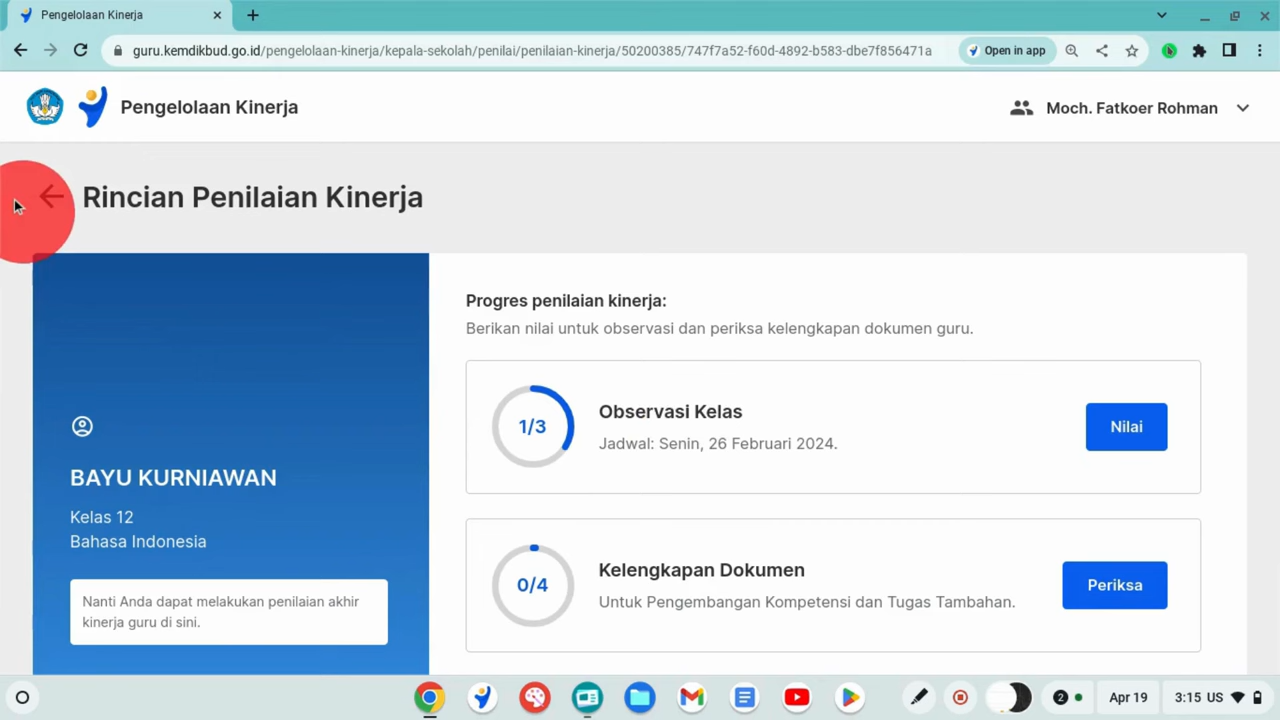 Pengelolaan Kinerja
guru.kemdikbud.go.id/pengelolaan-kinerja/kepala-sekolah/penilai/penilaian-kinerja/50200385/747f7a52-f60d-4892-b583-dbe7f856471a
Open in app
Pengelolaan Kinerja
Moch. Fatkoer Rohman
Rincian Penilaian Kinerja
BAYU KURNIAWAN
Kelas 12
Bahasa Indonesia
Nanti Anda dapat melakukan penilaian akhir
kinerja guru di sini.
Progres penilaian kinerja:
Berikan nilai untuk observasi dan periksa kelengkapan dokumen guru.
1/3
Observasi Kelas
Jadwal: Senin, 26 Februari 2024.
Nilai
0/4
Kelengkapan Dokumen
Untuk Pengembangan Kompetensi dan Tugas Tambahan.
Periksa
2
Apr 19
3:15 US